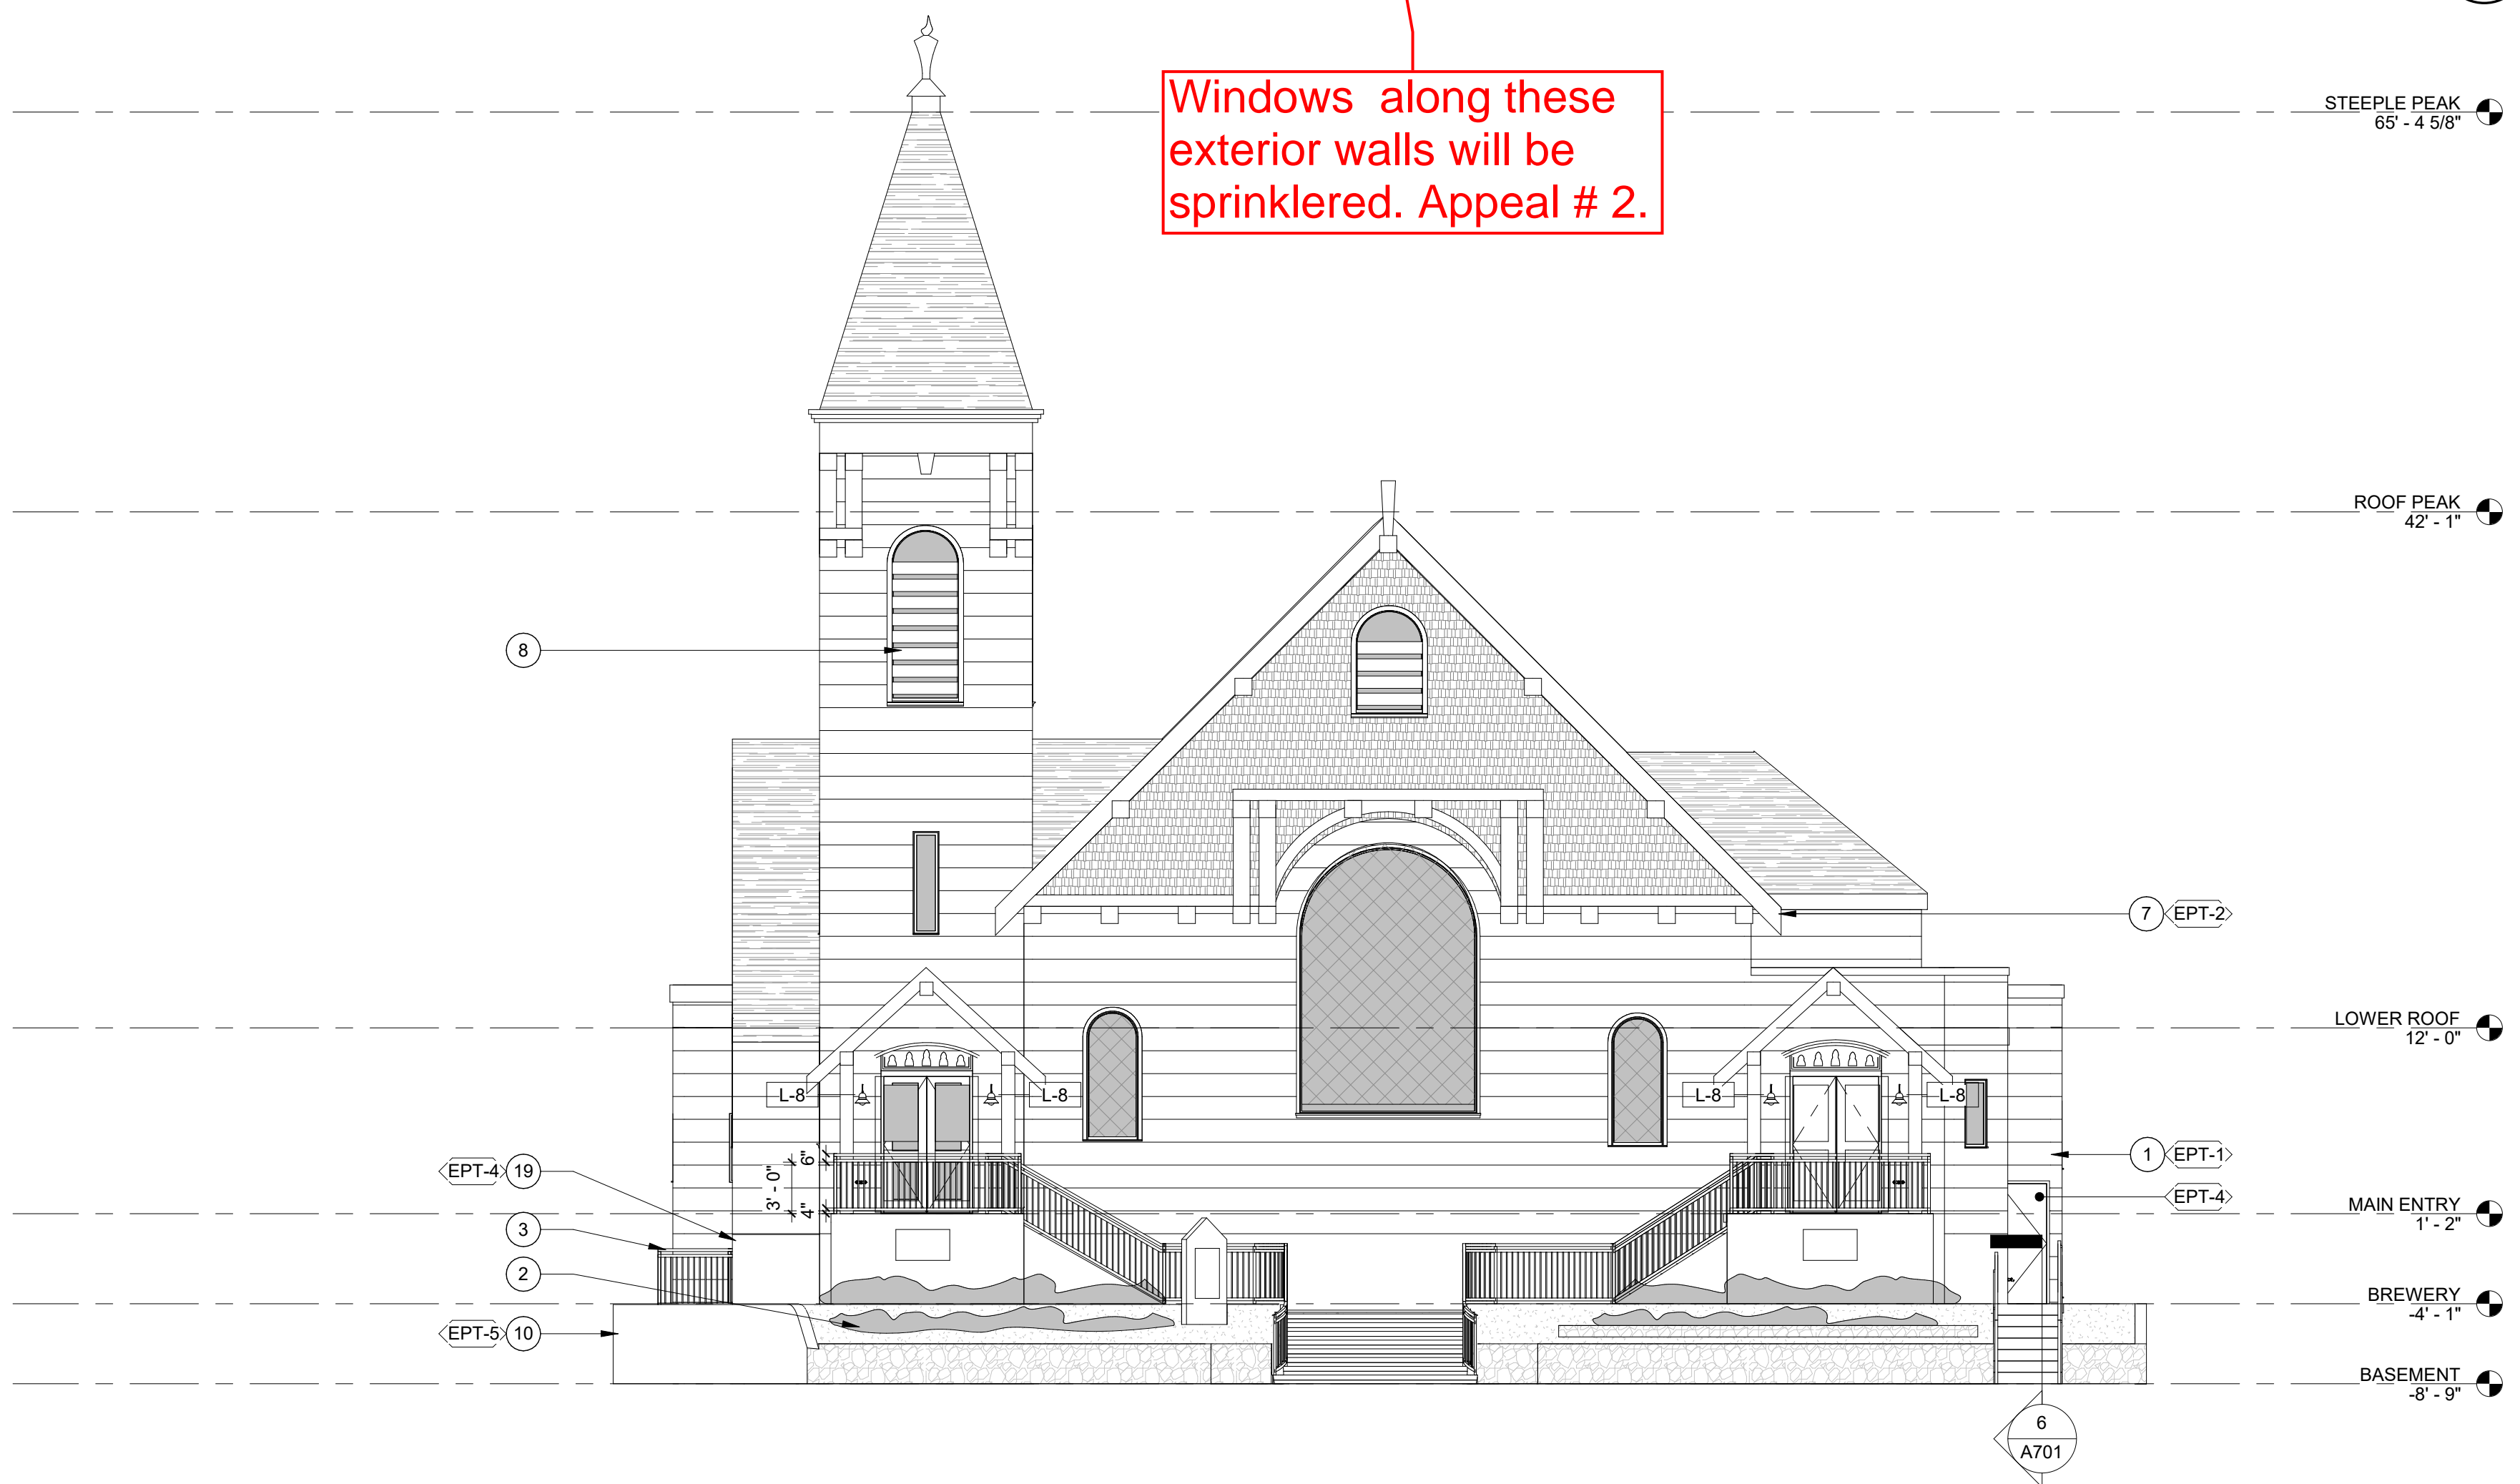 Windows  along these
exterior walls will be
sprinklered. Appeal # 2.
STEEPLE PEAK
65' - 4 5/8"
ROOF PEAK
42' - 1"
8
7 EPT-2
LOWER ROOF
12' - 0"
L-8
L-8
L-8
L-8
6"
3' - 0"
4"
EPT-4 19
1 EPT-1
EPT-4
3
MAIN ENTRY
1' - 2"
2
BREWERY
-4' - 1"
EPT-5 10
BASEMENT
-8' - 9"
6
A701